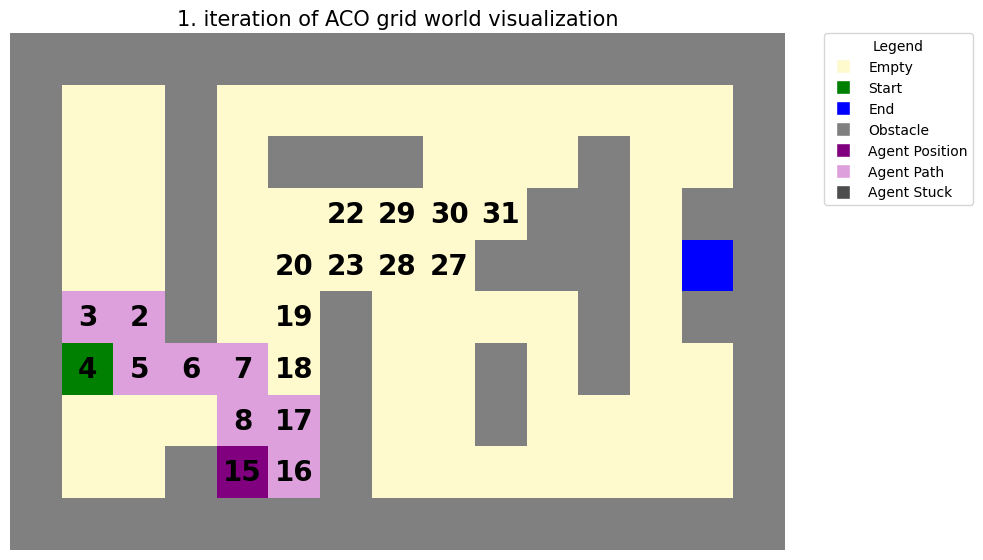 1. iteration of ACO grid world visualization
Legend
Empty
Start
End
Obstacle
Agent Position
Agent Path
Agent Stuck
22 29 30 31
20 23 28 27
3 2 19
4 5 6 7 18
8 17
15 16